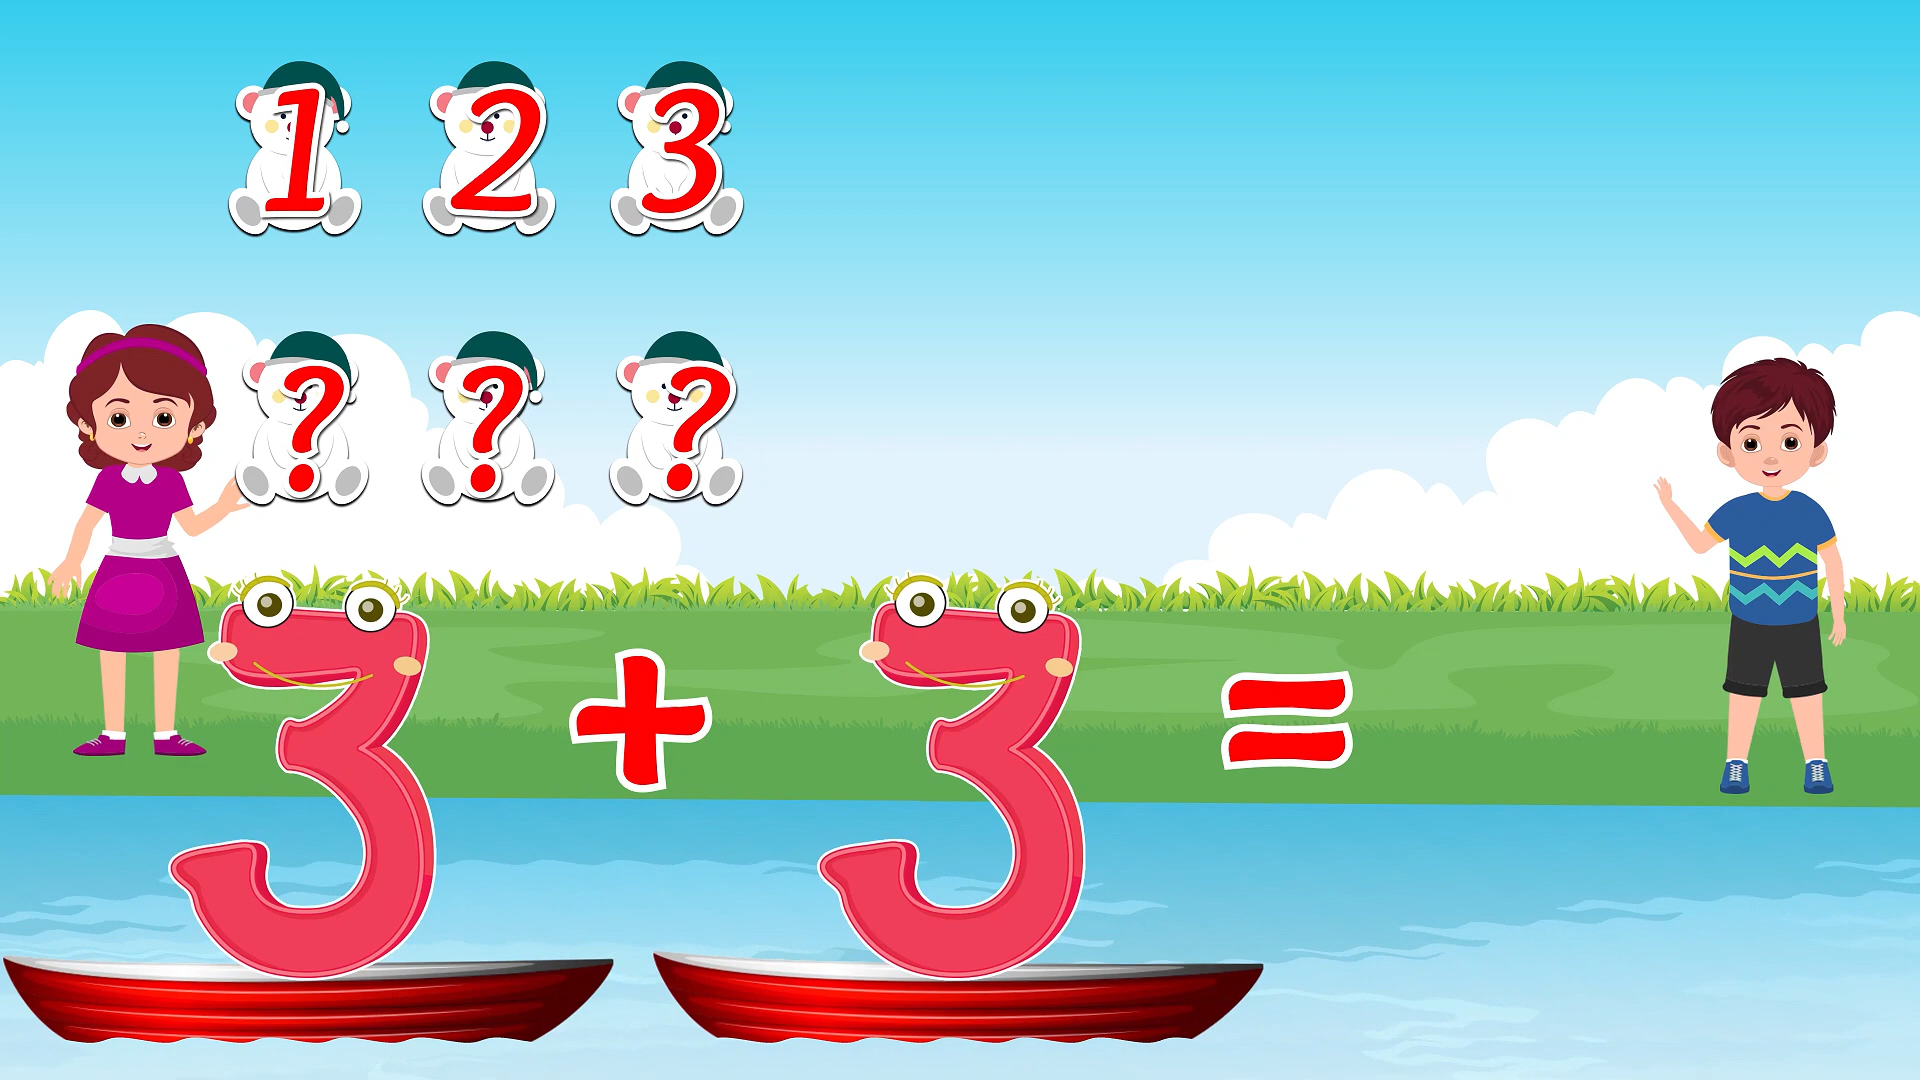 1 2 3
? ? ?
3 + 3 =